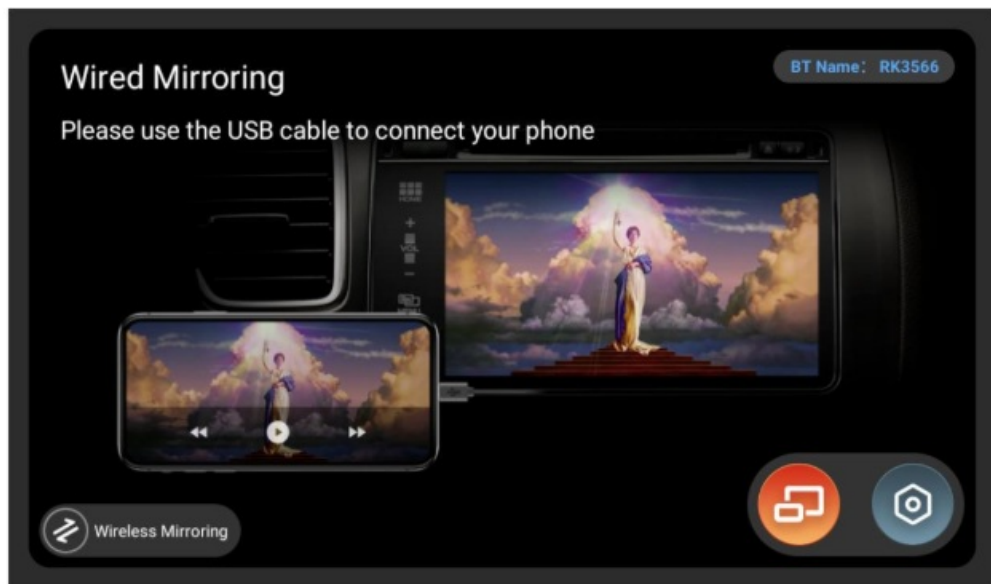 Wired Mirroring
BT Name： RK3566
Please use the USB cable to connect your phone
HOME
+
VOL
−
Wireless Mirroring